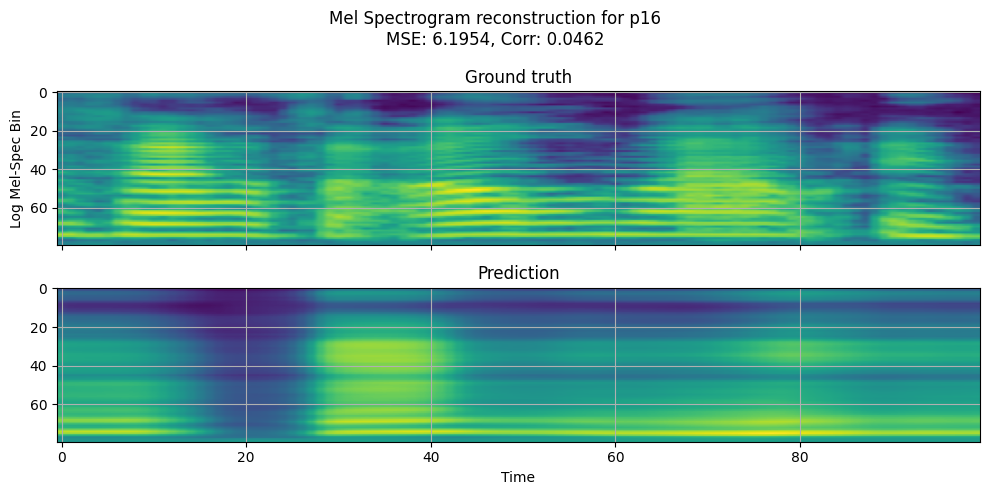 Mel Spectrogram reconstruction for p16
MSE: 6.1954, Corr: 0.0462
Ground truth
Log Mel-Spec Bin
0
20
40
60
Prediction
0
20
40
60
0 20 40 60 80
Time